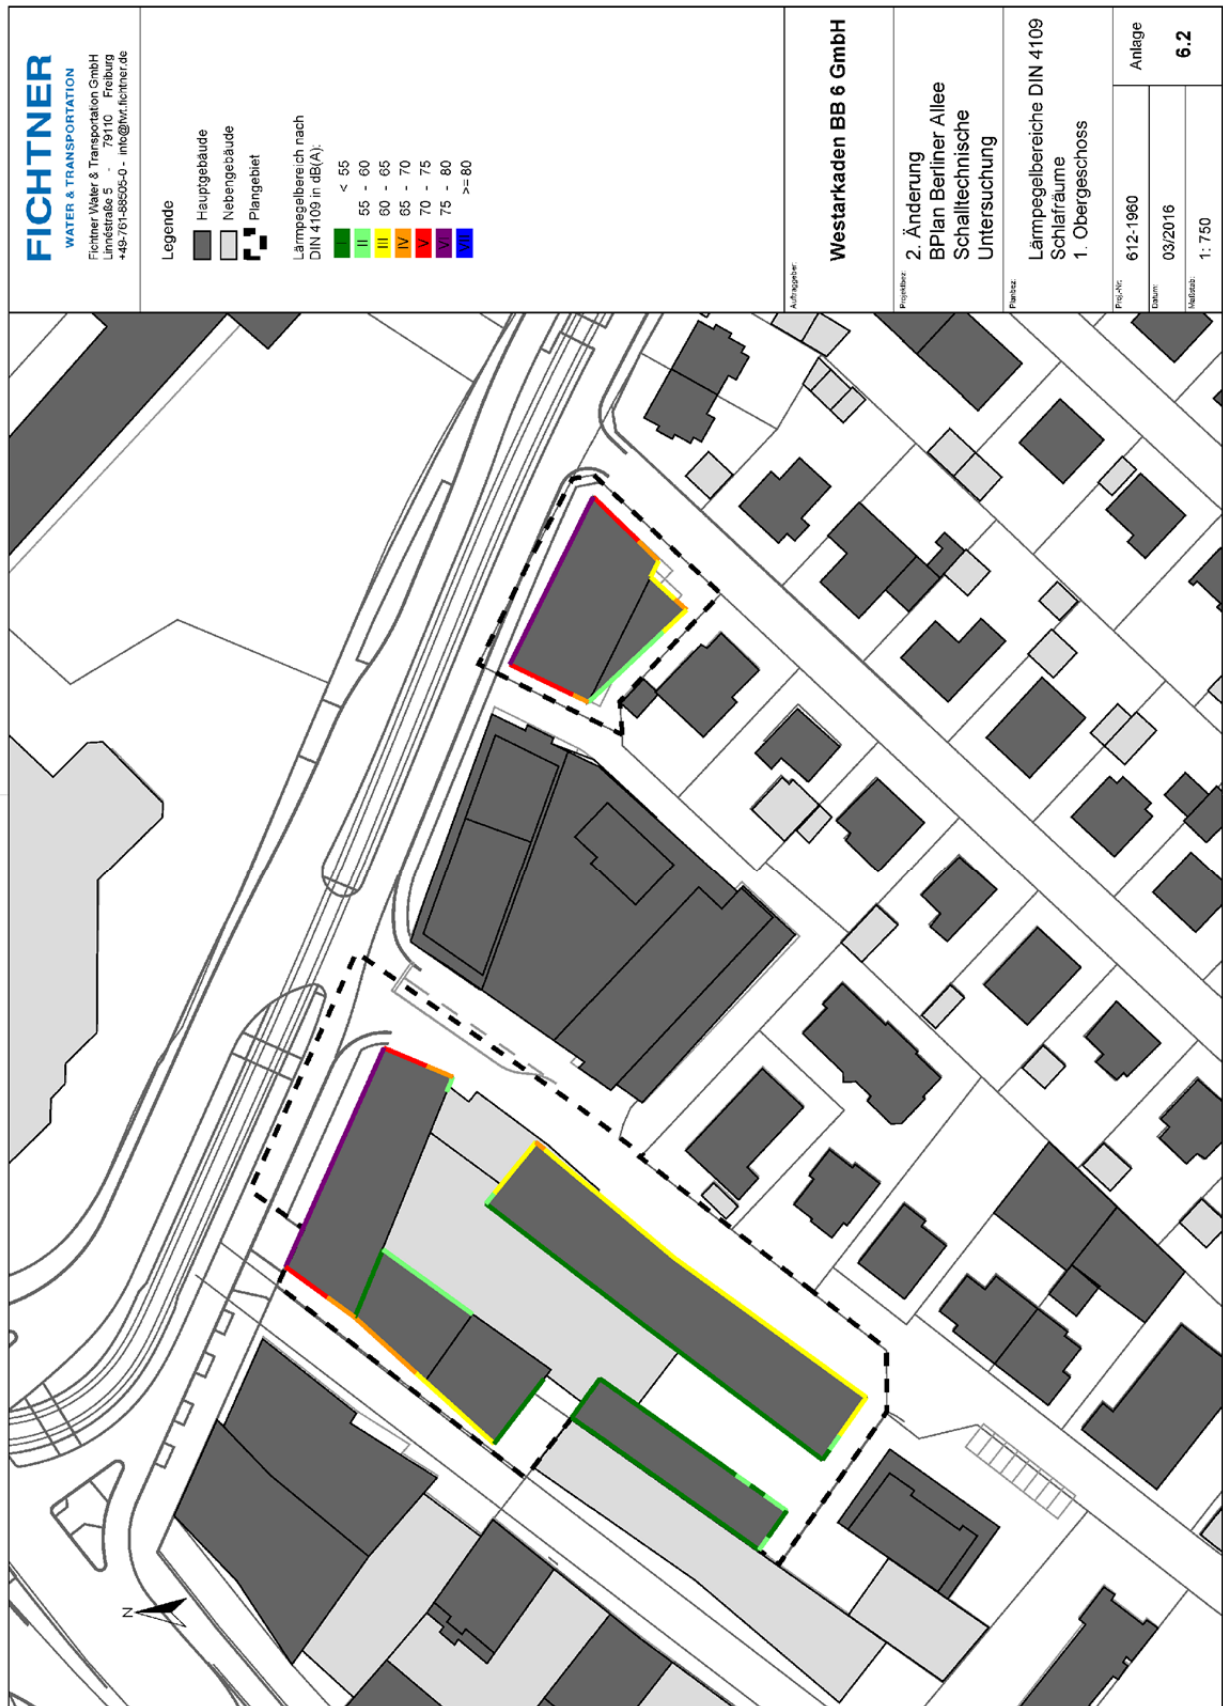 FICHTNER
WATER & TRANSPORTATION
Fichtner Water & Transportation GmbH
Linnéstraße 5 - 79110 Freiburg
+49-761-88505-0 - info@fwt.fichtner.de
Legende
Hauptgebäude
Nebengebäude
Plangebiet
Lärmpegelbereich nach
DIN 4109 in dB(A):
I < 55
II 55 - 60
III 60 - 65
IV 65 - 70
V 70 - 75
VI 75 - 80
VII >= 80
Auftraggeber:
Westarkaden BB 6 GmbH
Projektbez:
2. Änderung
BPlan Berliner Allee
Schalltechnische
Untersuchung
Planbez:
Lärmpegelbereiche DIN 4109
Schlafräume
1. Obergeschoss
Proj.-Nr:
612-1960
Datum:
03/2016
Maßstab:
1: 750
Anlage
6.2
N